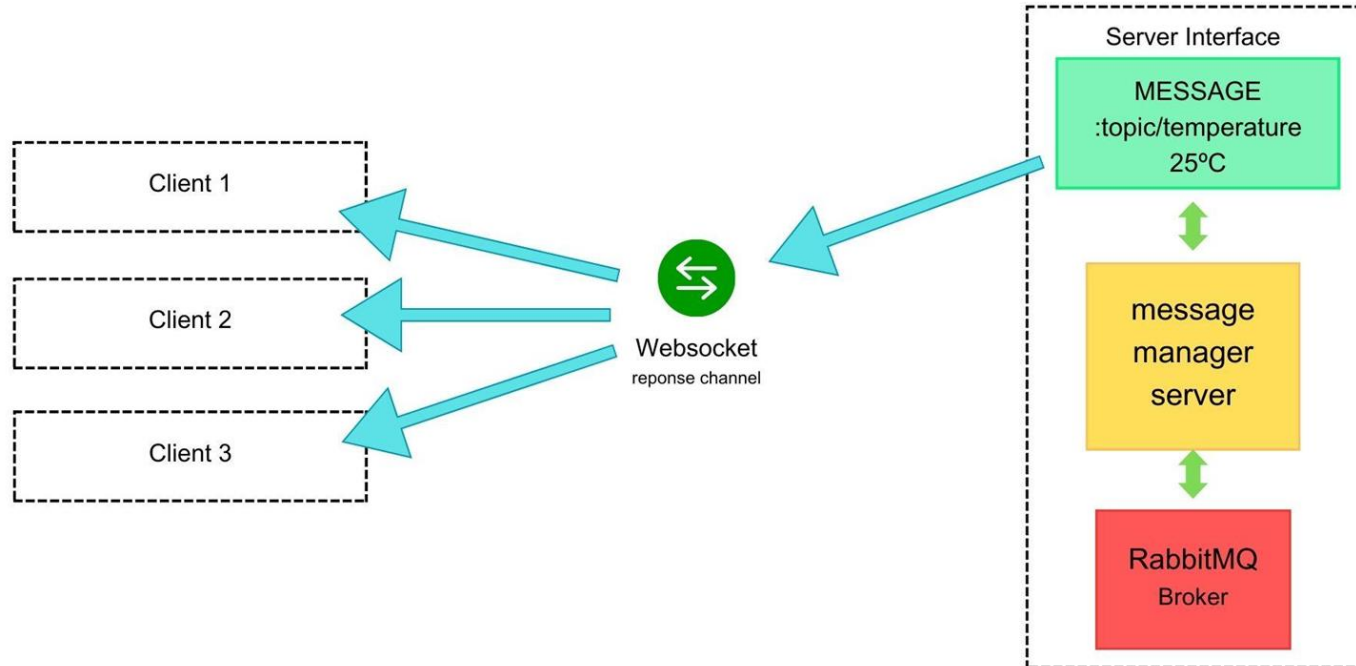 Server Interface
MESSAGE
:topic/temperature
25ºC
Client 1
Client 2
Client 3
Websocket
reponse channel
message
manager
server
RabbitMQ
Broker